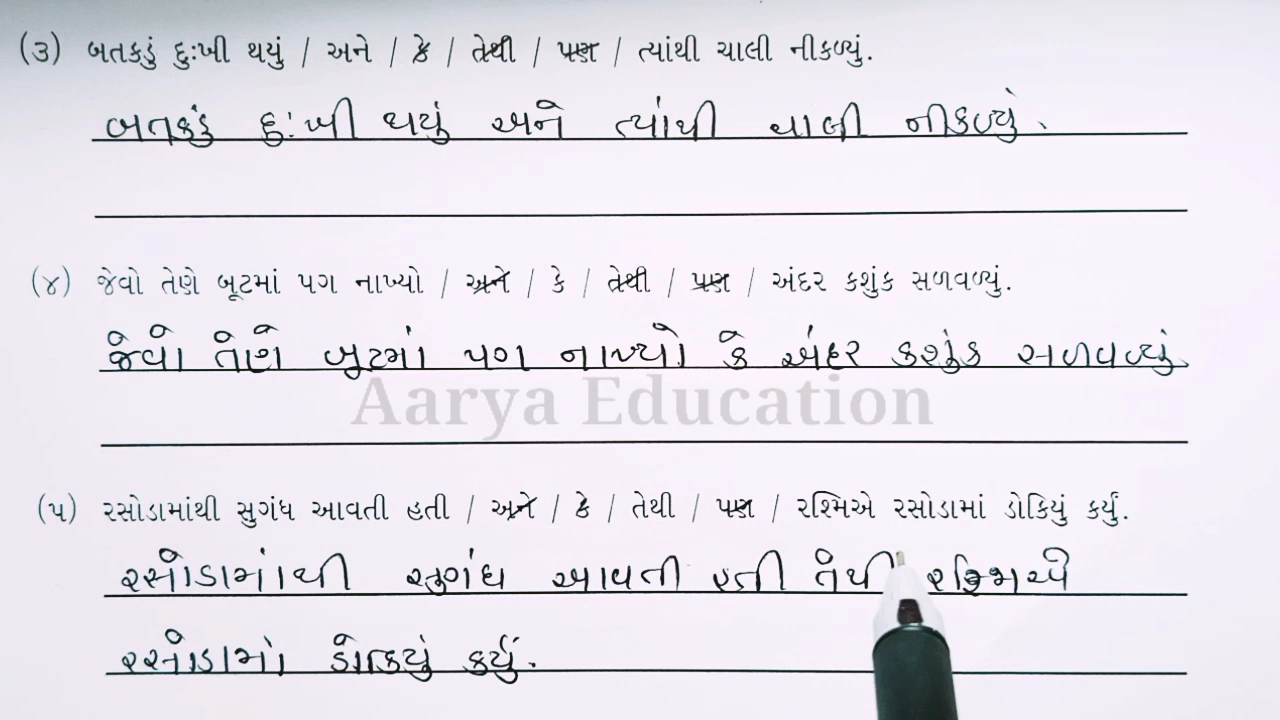 (૩) બતકડું દુઃખી થયું / અને / કે / તેથી / પણ / ત્યાંથી ચાલી નીકળ્યું.
બતકડું દુઃખી થયું અને ત્યાંથી ચાલી નીકળ્યું.
(૪) જેવો તેણે બૂટમાં પગ નાખ્યો / અને / કે / તેથી / પણ / અંદર કશુંક સળવળ્યું.
જેવો તેણે બૂટમાં પગ નાખ્યો કે અંદર કશુંક સળવળ્યું
Aarya Education
(૫) રસોડામાંથી સુગંધ આવતી હતી / અને / કે / તેથી / પણ / રશ્મિએ રસોડામાં ડોકિયું કર્યું.
રસોડામાંથી સુગંધ આવતી હતી તેથી રશ્મિએ
રસોડામાં ડોકિયું કર્યું.